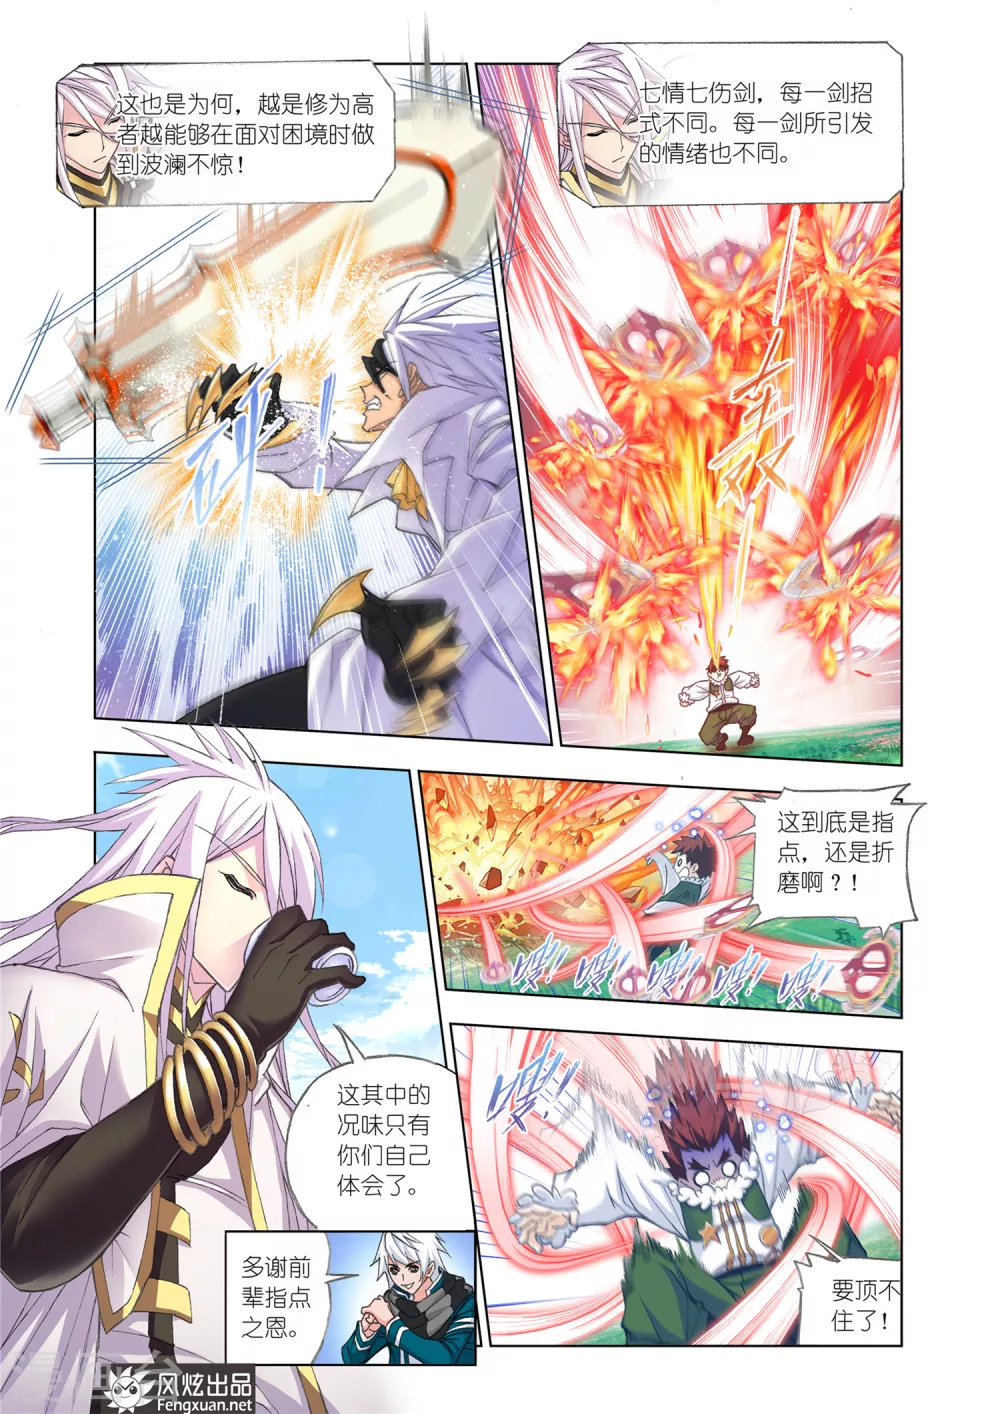 这也是为何，越是修为高
者越能够在面对困境时做
到波澜不惊！
七情七伤剑，每一剑招
式不同。每一剑所引发
的情绪也不同。
砰！
轰
这到底是指
点，还是折
磨啊？！
嗖！嗖！嗖！嗖！嗖！
这其中的
况味只有
你们自己
体会了。
嗖！
多谢前
辈指点
之恩。
要顶不
住了！
风炫出品
Fengxuan.net